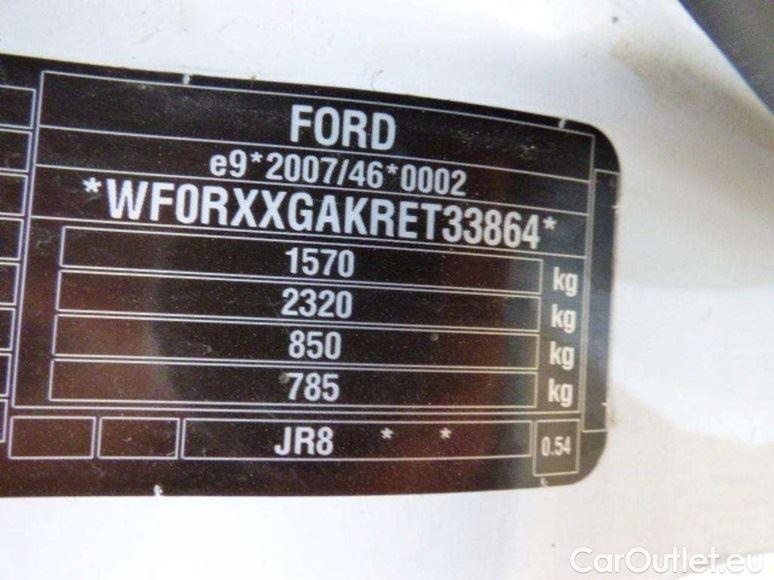 FORD
e9*2007/46*0002
*WF0RXXGAKRET33864*
1570 kg
2320 kg
850 kg
785 kg
JR8 * * 0.54
CarOutlet.eu